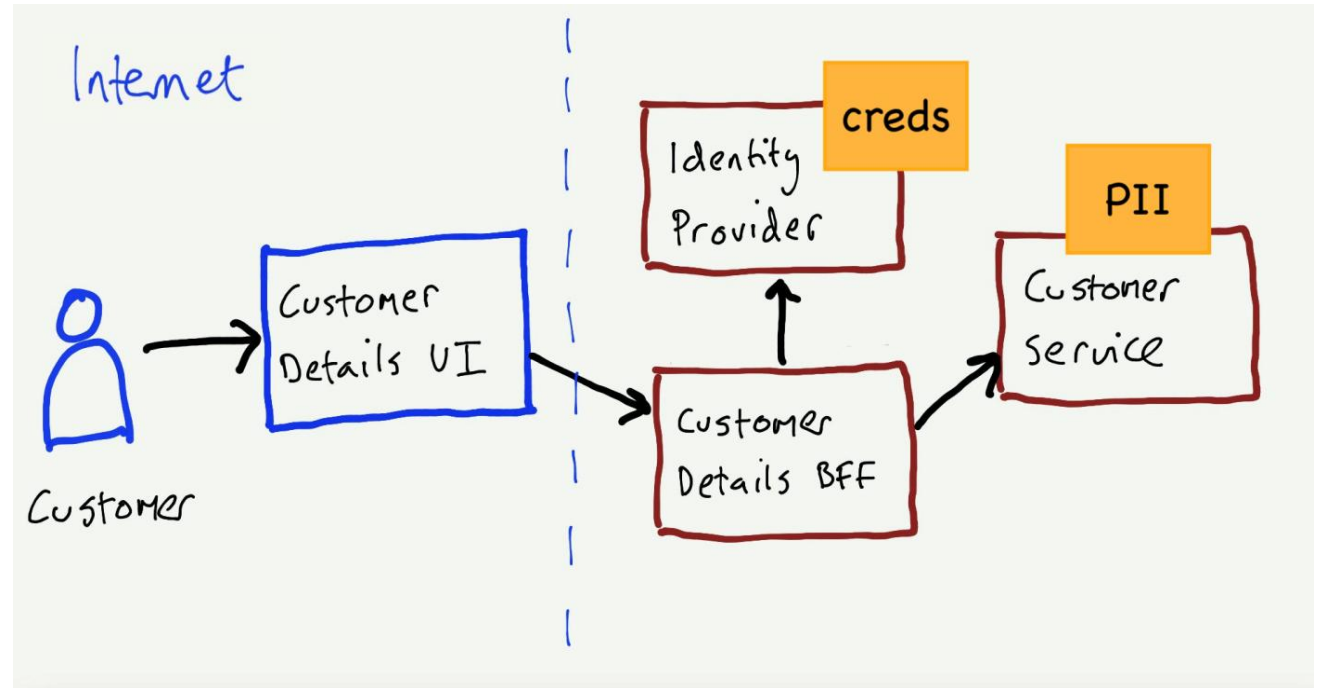 Internet
Customer
Customer
Details UI
Identity
Provider
creds
Customer
Details BFF
PII
Customer
Service